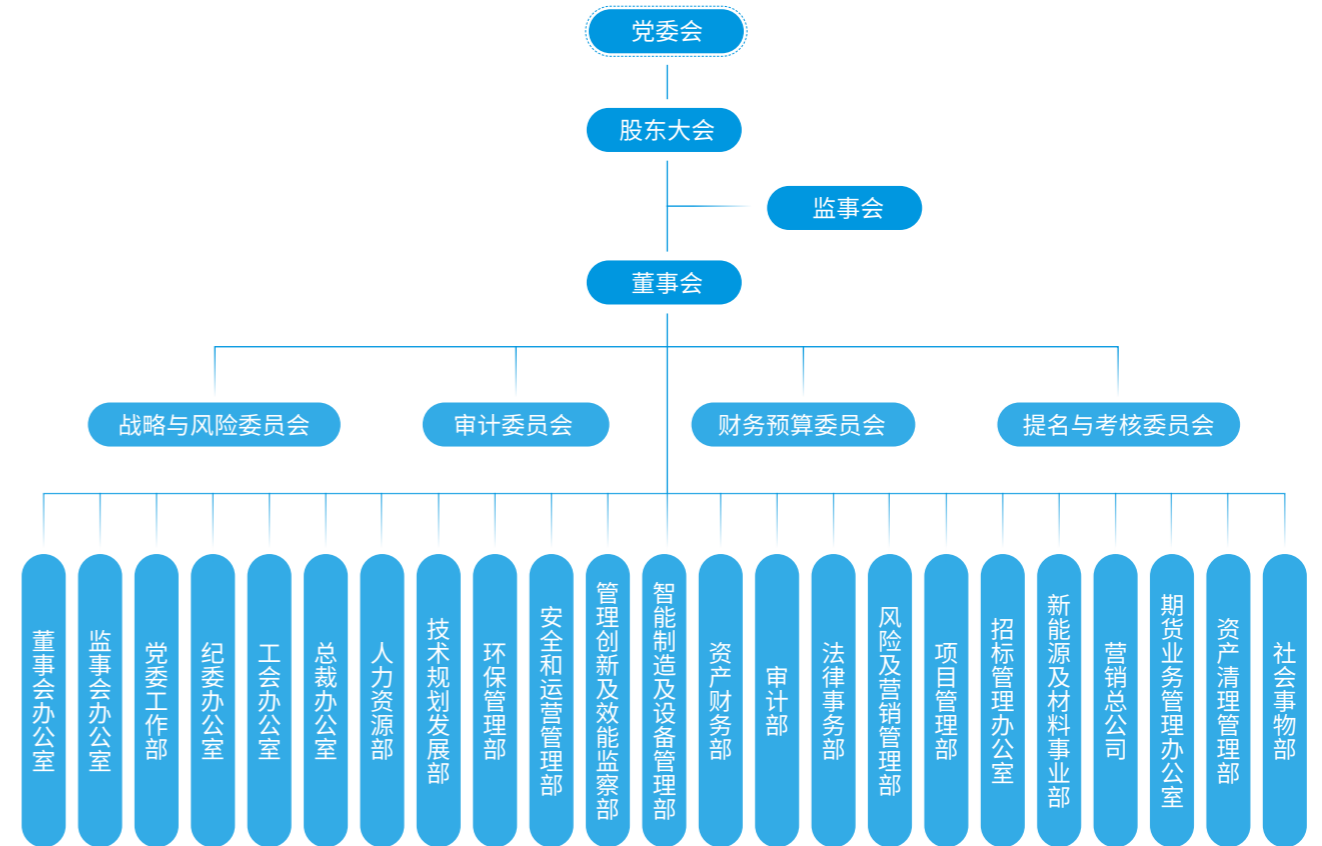 党委会
股东大会
监事会
董事会
战略与风险委员会
审计委员会
财务预算委员会
提名与考核委员会
董事会办公室
监事会办公室
党委工作部
纪委办公室
工会办公室
总裁办公室
人力资源部
技术规划发展部
环保管理部
安全和运营管理部
管理创新及效能监察部
智能制造及设备管理部
资产财务部
审计部
法律事务部
风险及营销管理部
项目管理部
招标管理办公室
新能源及材料事业部
营销总公司
期货业务管理办公室
资产清理管理部
社会事物部